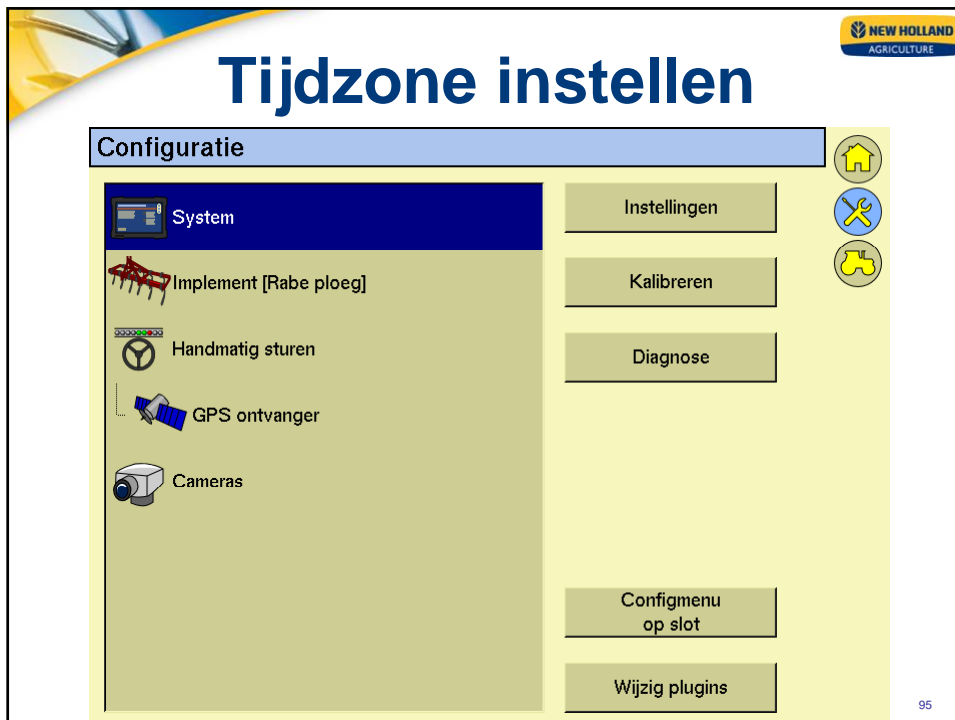 NEW HOLLAND
AGRICULTURE
Tijdzone instellen
Configuratie
System
Implement [Rabe ploeg]
Handmatig sturen
GPS ontvanger
Cameras
Instellingen
Kalibreren
Diagnose
Configmenu
op slot
Wijzig plugins
95